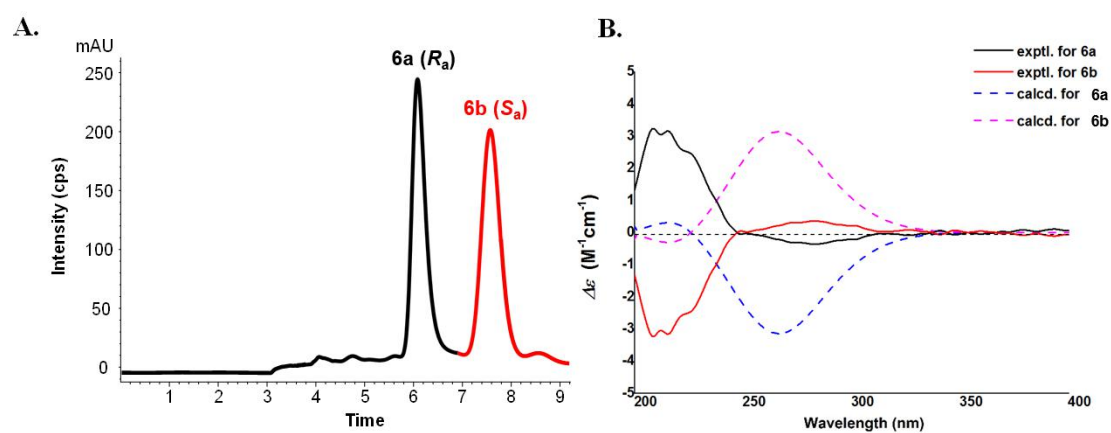 A.
mAU
250
200
150
100
50
0
Intensity (cps)
6a (Rₐ)
6b (Sₐ)
1 2 3 4 5 6 7 8 9
Time
B.
exptl. for 6a
exptl. for 6b
calcd. for 6a
calcd. for 6b
5
4
3
2
1
0
-1
-2
-3
-4
-5
Δε (M⁻¹cm⁻¹)
200 250 300 350 400
Wavelength (nm)